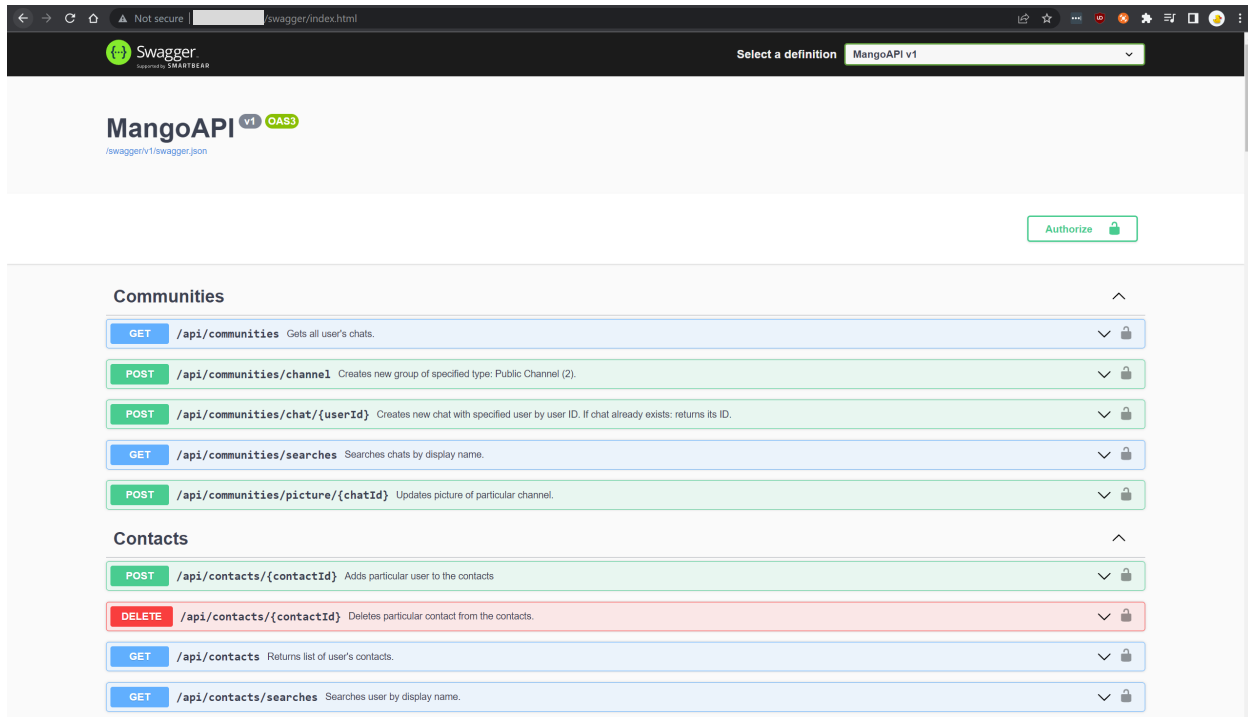 Not secure /swagger/index.html
Swagger
Supported by SMARTBEAR
Select a definition MangoAPI v1
MangoAPI v1 OAS3
/swagger/v1/swagger.json
Authorize
Communities
GET /api/communities Gets all user's chats.
POST /api/communities/channel Creates new group of specified type: Public Channel (2).
POST /api/communities/chat/{userId} Creates new chat with specified user by user ID. If chat already exists: returns its ID.
GET /api/communities/searches Searches chats by display name.
POST /api/communities/picture/{chatId} Updates picture of particular channel.
Contacts
POST /api/contacts/{contactId} Adds particular user to the contacts
DELETE /api/contacts/{contactId} Deletes particular contact from the contacts.
GET /api/contacts Returns list of user's contacts.
GET /api/contacts/searches Searches user by display name.